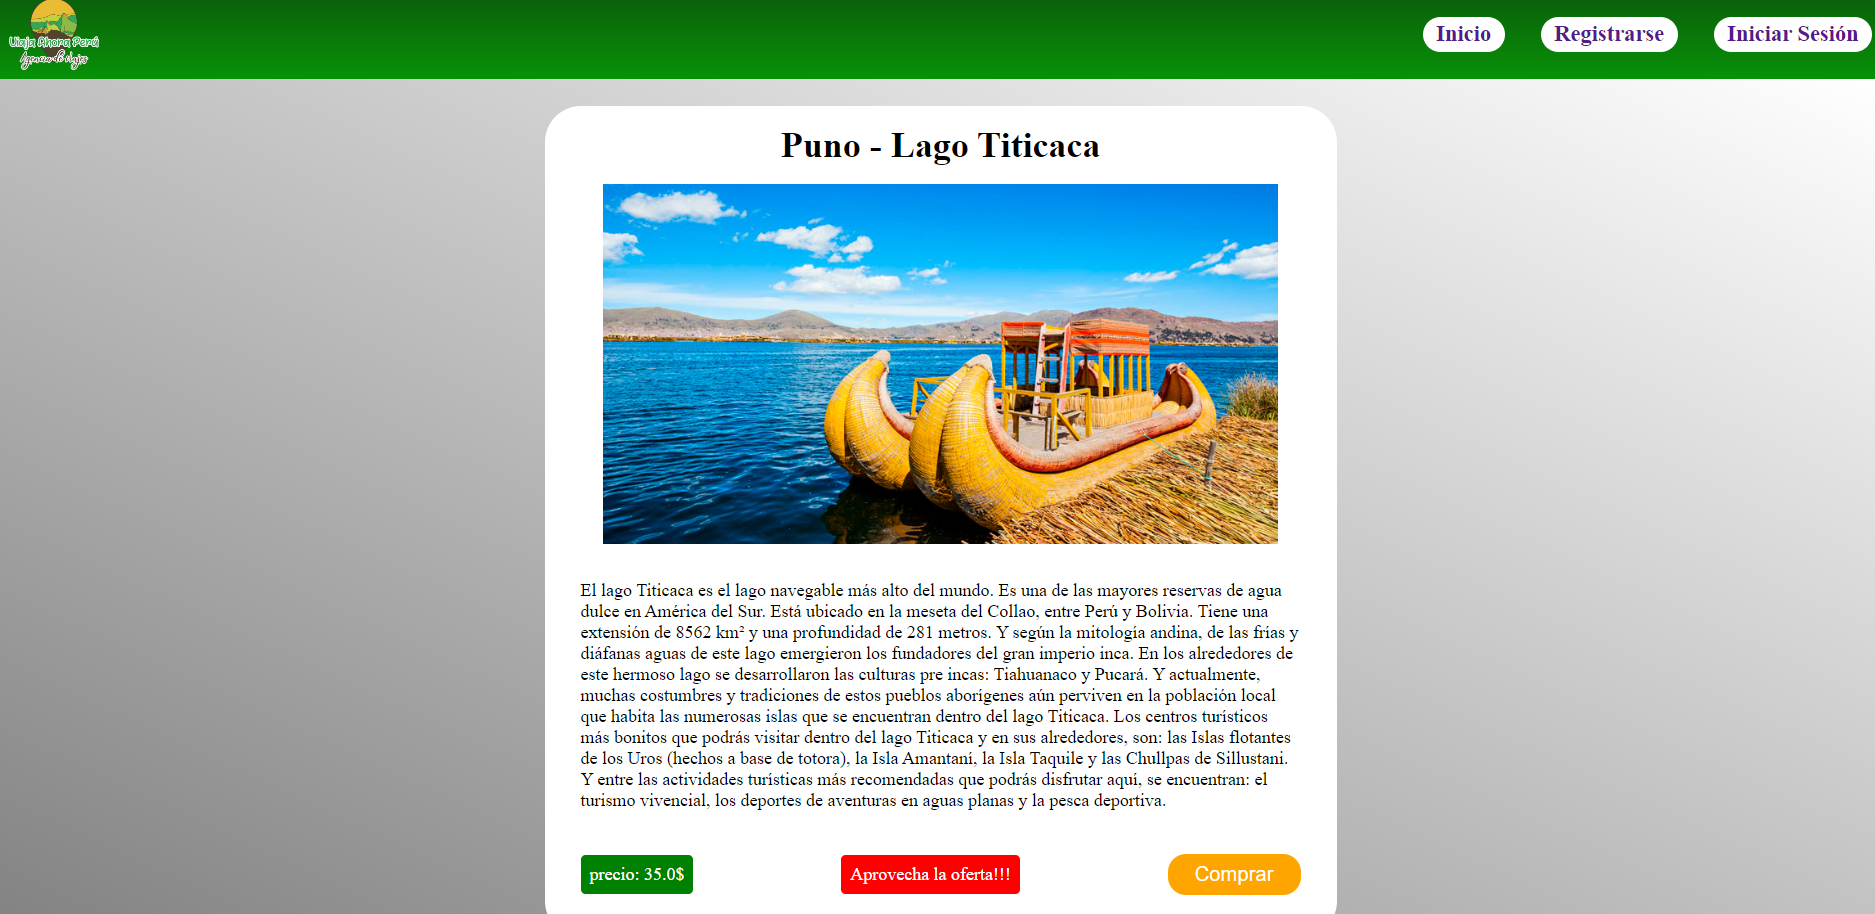 Viaja Ahora Perú
Agencia de Viajes
Inicio
Registrarse
Iniciar Sesión
Puno - Lago Titicaca
El lago Titicaca es el lago navegable más alto del mundo. Es una de las mayores reservas de agua
dulce en América del Sur. Está ubicado en la meseta del Collao, entre Perú y Bolivia. Tiene una
extensión de 8562 km² y una profundidad de 281 metros. Y según la mitología andina, de las frías y
diáfanas aguas de este lago emergieron los fundadores del gran imperio inca. En los alrededores de
este hermoso lago se desarrollaron las culturas pre incas: Tiahuanaco y Pucará. Y actualmente,
muchas costumbres y tradiciones de estos pueblos aborígenes aún perviven en la población local
que habita las numerosas islas que se encuentran dentro del lago Titicaca. Los centros turísticos
más bonitos que podrás visitar dentro del lago Titicaca y en sus alrededores, son: las Islas flotantes
de los Uros (hechos a base de totora), la Isla Amantaní, la Isla Taquile y las Chullpas de Sillustani.
Y entre las actividades turísticas más recomendadas que podrás disfrutar aquí, se encuentran: el
turismo vivencial, los deportes de aventuras en aguas planas y la pesca deportiva.
precio: 35.0$
Aprovecha la oferta!!!
Comprar